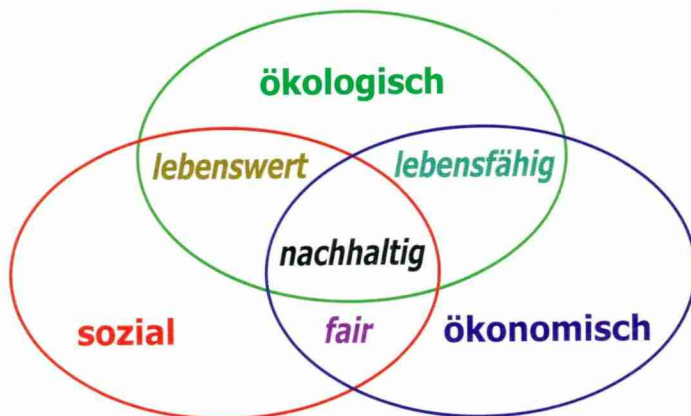 ökologisch
lebenswert
lebensfähig
nachhaltig
sozial
fair
ökonomisch